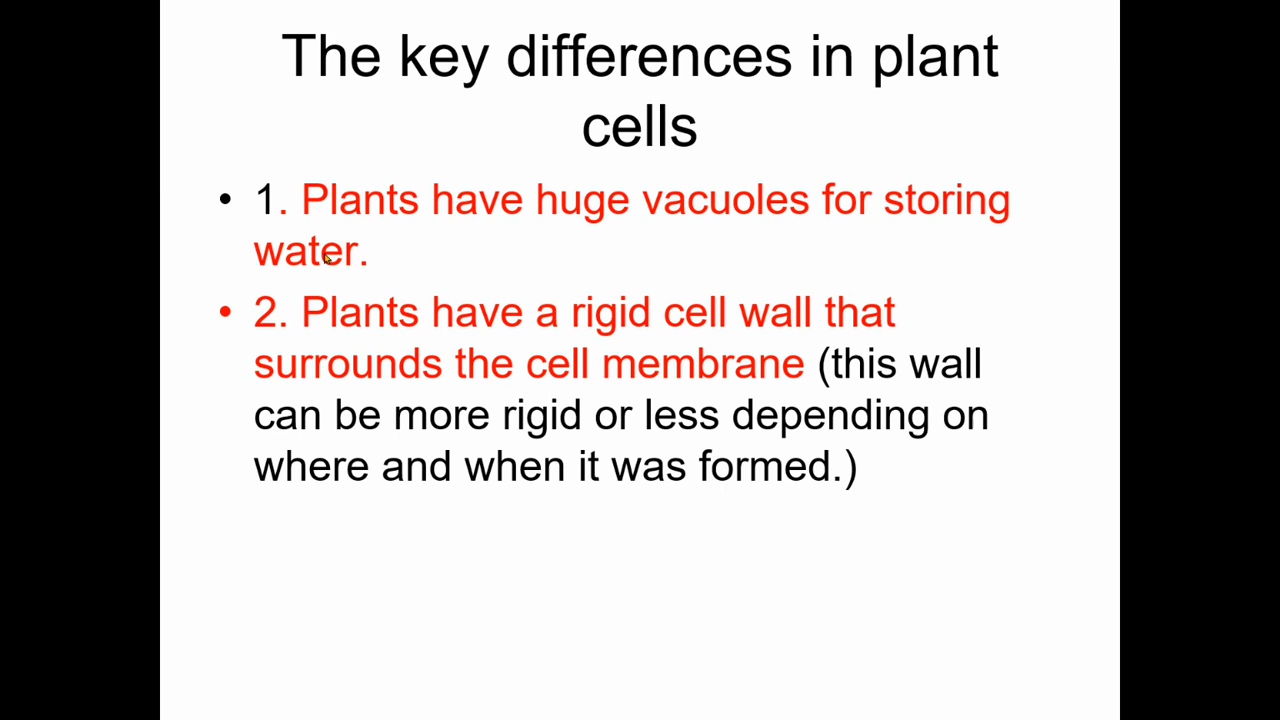 The key differences in plant
cells
• 1. Plants have huge vacuoles for storing
water.
• 2. Plants have a rigid cell wall that
surrounds the cell membrane (this wall
can be more rigid or less depending on
where and when it was formed.)